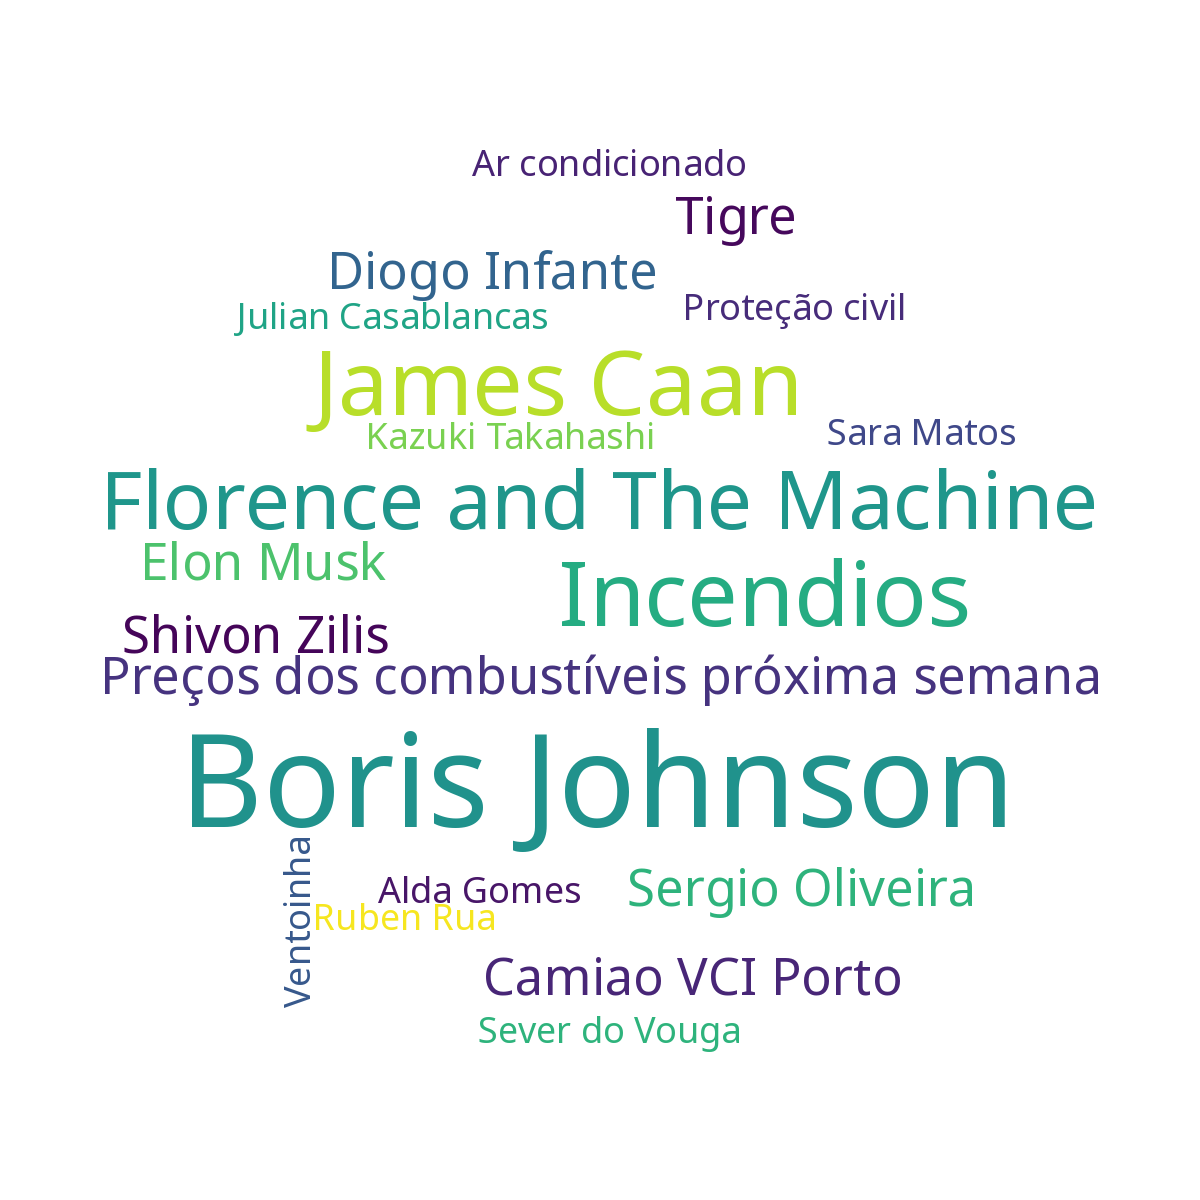 Ar condicionado
Tigre
Diogo Infante
Proteção civil
Julian Casablancas
James Caan
Kazuki Takahashi
Sara Matos
Florence and The Machine
Elon Musk
Incendios
Shivon Zilis
Preços dos combustíveis próxima semana
Boris Johnson
Ventoinha
Alda Gomes
Sergio Oliveira
Ruben Rua
Camiao VCI Porto
Sever do Vouga